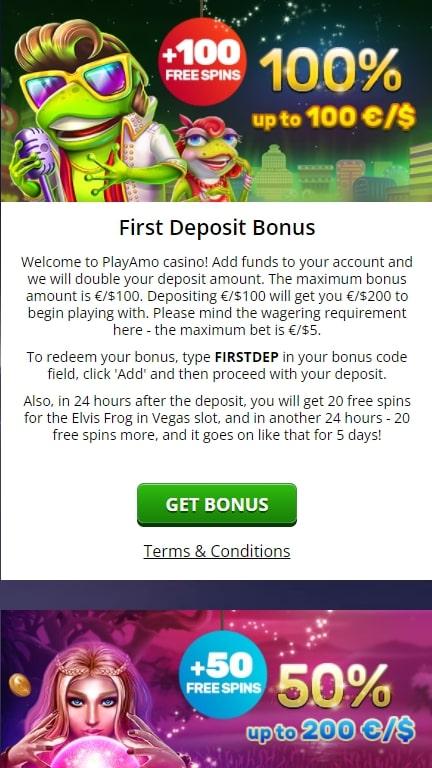 +100
FREE SPINS
100%
up to 100 €/$
First Deposit Bonus
Welcome to PlayAmo casino! Add funds to your account and
we will double your deposit amount. The maximum bonus
amount is €/$100. Depositing €/$100 will get you €/$200 to
begin playing with. Please mind the wagering requirement
here - the maximum bet is €/$5.
To redeem your bonus, type FIRSTDEP in your bonus code
field, click 'Add' and then proceed with your deposit.
Also, in 24 hours after the deposit, you will get 20 free spins
for the Elvis Frog in Vegas slot, and in another 24 hours - 20
free spins more, and it goes on like that for 5 days!
GET BONUS
Terms & Conditions
+50
FREE SPINS
50%
up to 200 €/$